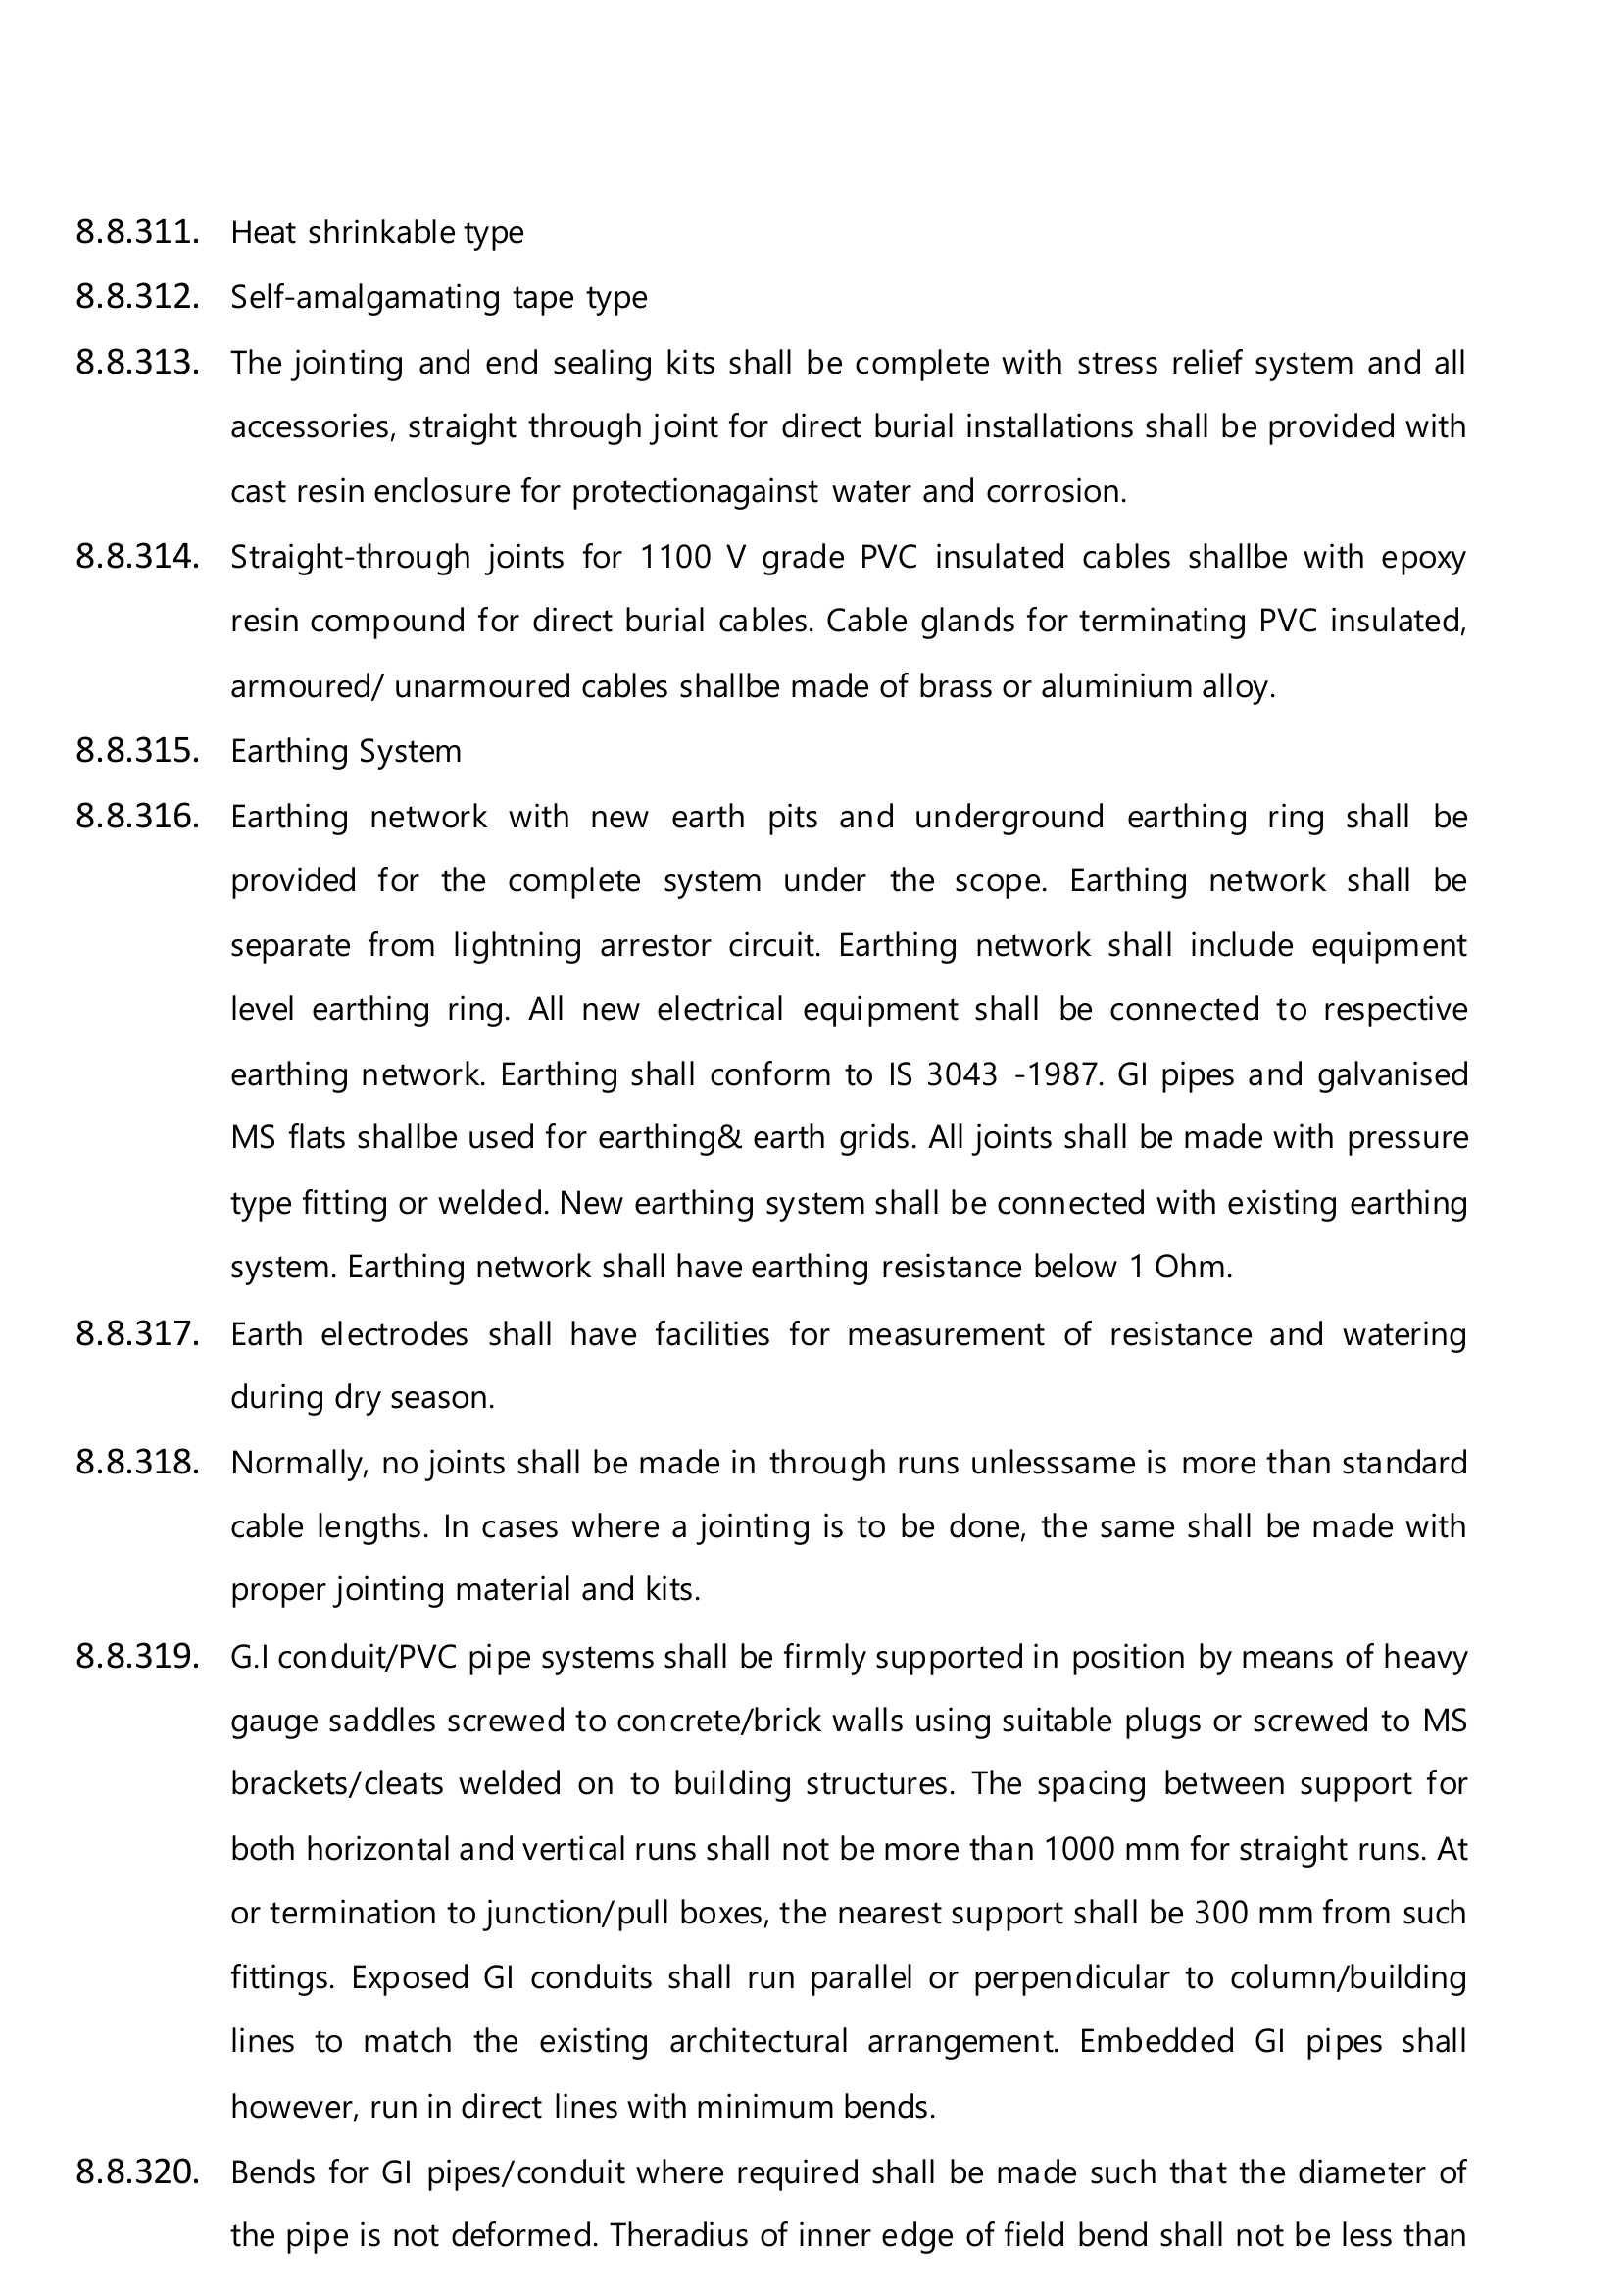 8.8.311. Heat shrinkable type
8.8.312. Self-amalgamating tape type
8.8.313. The jointing and end sealing kits shall be complete with stress relief system and all
accessories, straight through joint for direct burial installations shall be provided with
cast resin enclosure for protectionagainst water and corrosion.
8.8.314. Straight-through joints for 1100 V grade PVC insulated cables shallbe with epoxy
resin compound for direct burial cables. Cable glands for terminating PVC insulated,
armoured/ unarmoured cables shallbe made of brass or aluminium alloy.
8.8.315. Earthing System
8.8.316. Earthing network with new earth pits and underground earthing ring shall be
provided for the complete system under the scope. Earthing network shall be
separate from lightning arrestor circuit. Earthing network shall include equipment
level earthing ring. All new electrical equipment shall be connected to respective
earthing network. Earthing shall conform to IS 3043 -1987. GI pipes and galvanised
MS flats shallbe used for earthing& earth grids. All joints shall be made with pressure
type fitting or welded. New earthing system shall be connected with existing earthing
system. Earthing network shall have earthing resistance below 1 Ohm.
8.8.317. Earth electrodes shall have facilities for measurement of resistance and watering
during dry season.
8.8.318. Normally, no joints shall be made in through runs unlesssame is more than standard
cable lengths. In cases where a jointing is to be done, the same shall be made with
proper jointing material and kits.
8.8.319. G.I conduit/PVC pipe systems shall be firmly supported in position by means of heavy
gauge saddles screwed to concrete/brick walls using suitable plugs or screwed to MS
brackets/cleats welded on to building structures. The spacing between support for
both horizontal and vertical runs shall not be more than 1000 mm for straight runs. At
or termination to junction/pull boxes, the nearest support shall be 300 mm from such
fittings. Exposed GI conduits shall run parallel or perpendicular to column/building
lines to match the existing architectural arrangement. Embedded GI pipes shall
however, run in direct lines with minimum bends.
8.8.320. Bends for GI pipes/conduit where required shall be made such that the diameter of
the pipe is not deformed. Theradius of inner edge of field bend shall not be less than